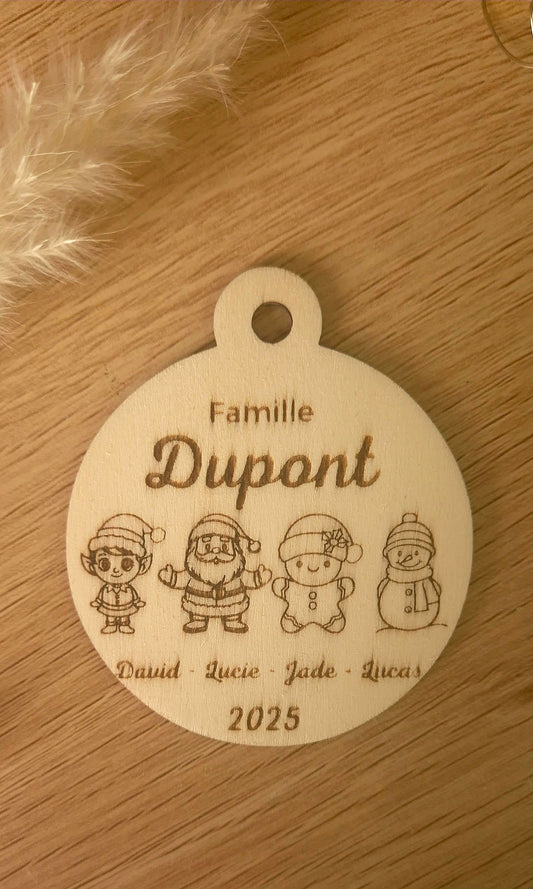 Famille
Dupont
David - Lucie - Jade - Lucas
2025